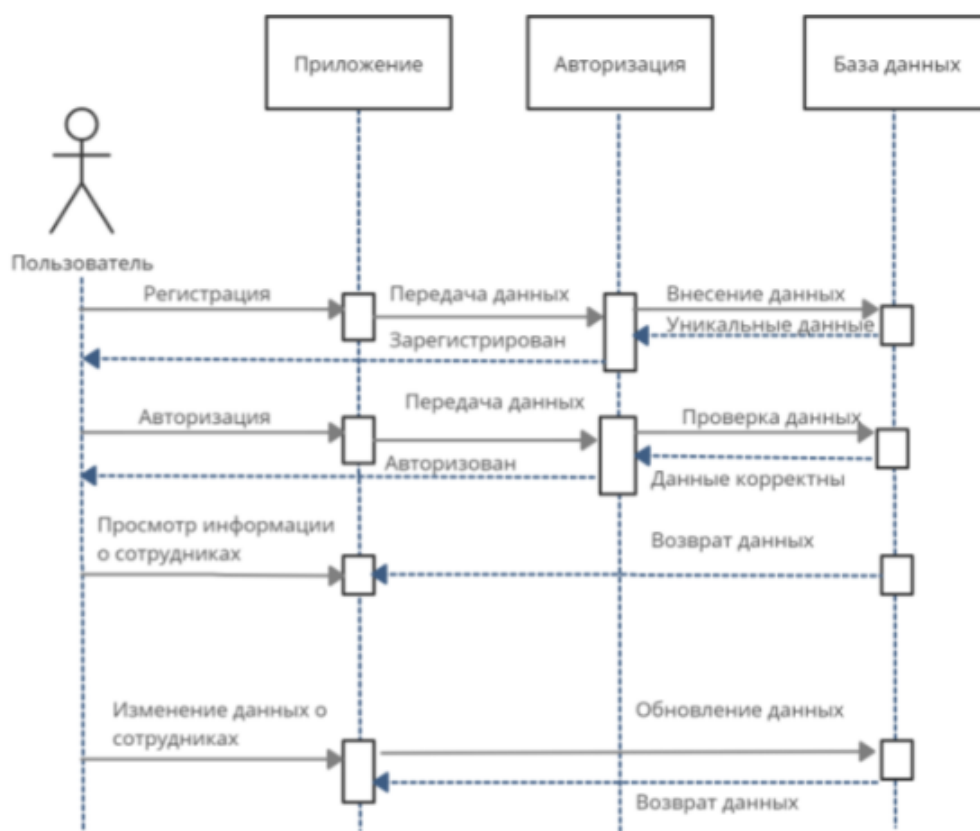 Приложение
Авторизация
База данных
Пользователь
Регистрация
Передача данных
Внесение данных
Уникальные данные
Зарегистрирован
Авторизация
Передача данных
Проверка данных
Авторизован
Данные корректны
Просмотр информации
о сотрудниках
Возврат данных
Изменение данных о
сотрудниках
Обновление данных
Возврат данных